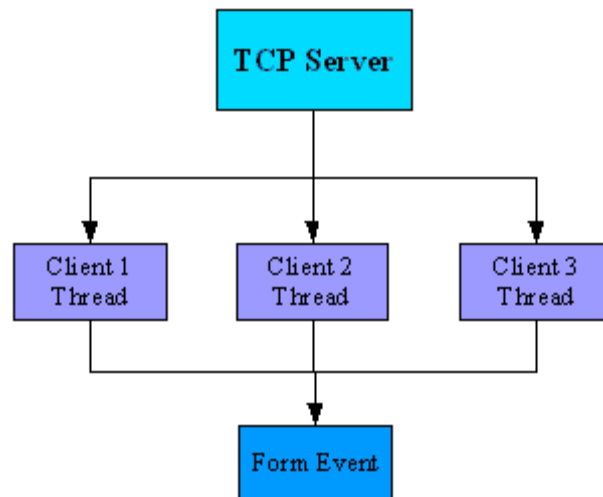 TCP Server
Client 1
Thread
Client 2
Thread
Client 3
Thread
Form Event